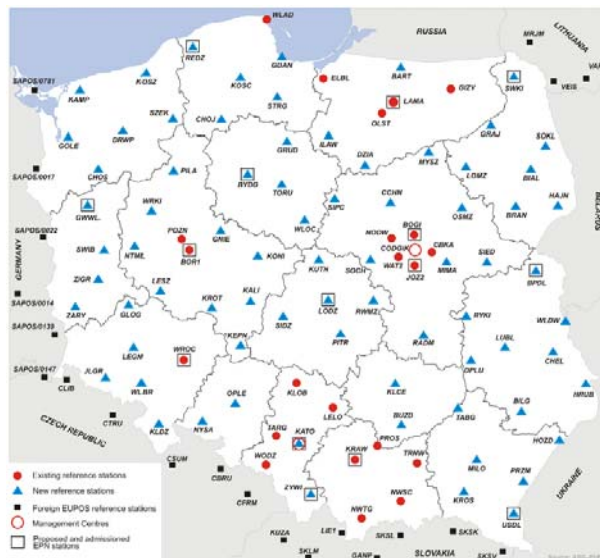 WLAD
RUSSIA
LITHUANIA
REDZ
MRJM
GDAN
SWKI
VEIS
SAPOS/0781
KOSZ
KOSC
ELBL
BART
GIZY
KAMP
LAMA
STRG
OLST
SZEK
CHOJ
GRAJ
SOKL
GOLE
DRWP
ILAW
GRUD
MYSZ
DZIA
SAPOS/0017
CHOS
PILA
BYDG
LOMZ
BIAL
TORU
SIPC
CCHN
HAJN
GWWL
WRKI
OSMZ
BRAN
BELARUS
WLOC
BOGI
SAPOS/0022
POZN
GNIE
NODW
CODGIK
CBKA
SWIB
NTML
BOR1
KUTN
SOCH
WAT3
MIMA
SIED
GERMANY
KONI
JOZ2
BPDL
ZIGR
LESZ
KALI
LODZ
SAPOS/0014
ZARY
GLOG
KROT
SIDZ
RWMZ
RYKI
WLDW
SAPOS/0139
KEPN
PITR
RADM
LUBL
LEGN
WROC
OPLU
CHEL
SAPOS/0147
JLGR
CLIB
WLBR
OPLE
KLOB
KLCE
HRUB
CTRU
LELO
BUZD
TABG
BILG
CZECH REPUBLIC
KLDZ
NYSA
TARG
KATO
PROS
HOZD
KRAW
TRNW
MILO
CSUM
WODZ
PRZM
CBRU
ZYWI
NWSC
KROS
UKRAINE
CFRM
NWTG
USDL
KUZA
LIE1
SKSL
SKSK
SKLM
GANP
SLOVAKIA
SKSV
Existing reference stations
New reference stations
Foreign EUPOS reference stations
Management Centres
Proposed and admissioned
EPN stations